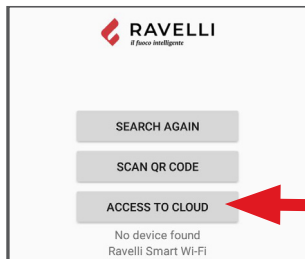 RAVELLI
il fuoco intelligente
SEARCH AGAIN
SCAN QR CODE
ACCESS TO CLOUD
No device found
Ravelli Smart Wi-Fi